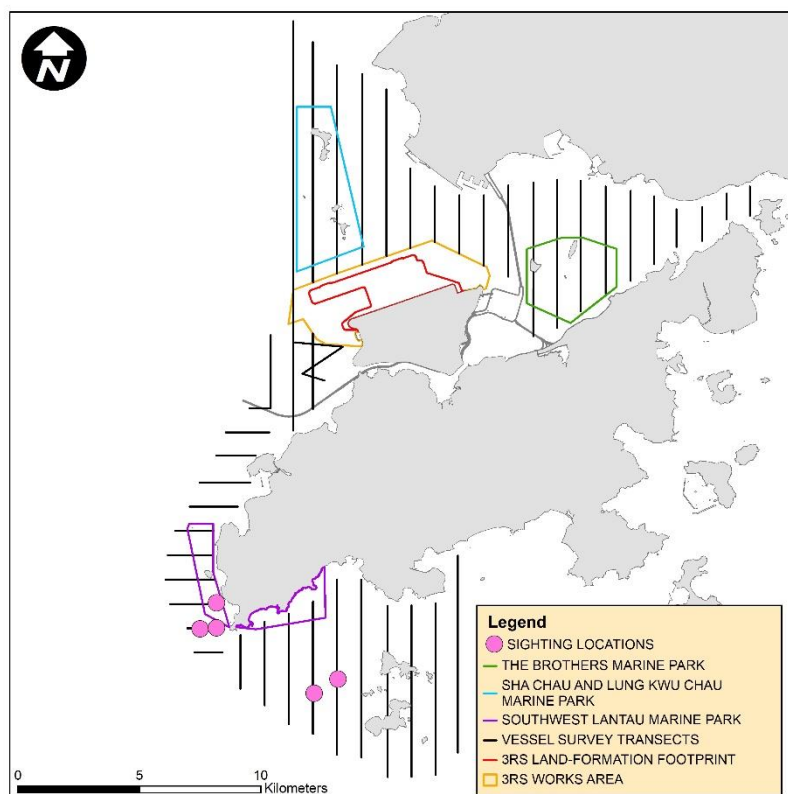 N
Legend
SIGHTING LOCATIONS
THE BROTHERS MARINE PARK
SHA CHAU AND LUNG KWU CHAU
MARINE PARK
SOUTHWEST LANTAU MARINE PARK
VESSEL SURVEY TRANSECTS
3RS LAND-FORMATION FOOTPRINT
3RS WORKS AREA
0 5 10
Kilometers